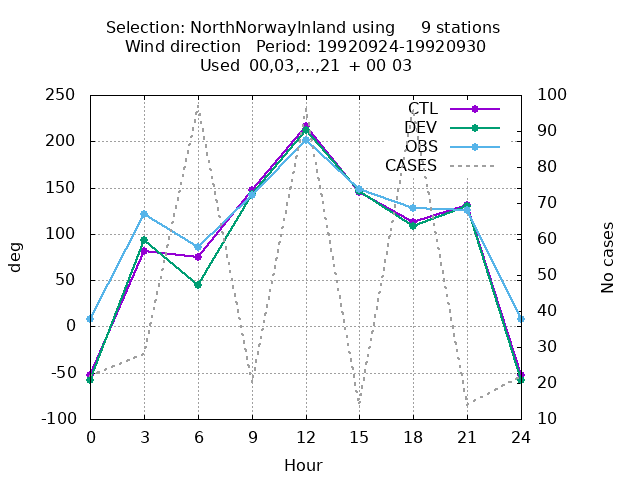 Selection: NorthNorwayInland using 9 stations
Wind direction Period: 19920924-19920930
Used 00,03,...,21 + 00 03
250
200
150
100
50
0
-50
-100
deg
100
90
80
70
60
50
40
30
20
10
No cases
CTL
DEV
OBS
CASES
0 3 6 9 12 15 18 21 24
Hour